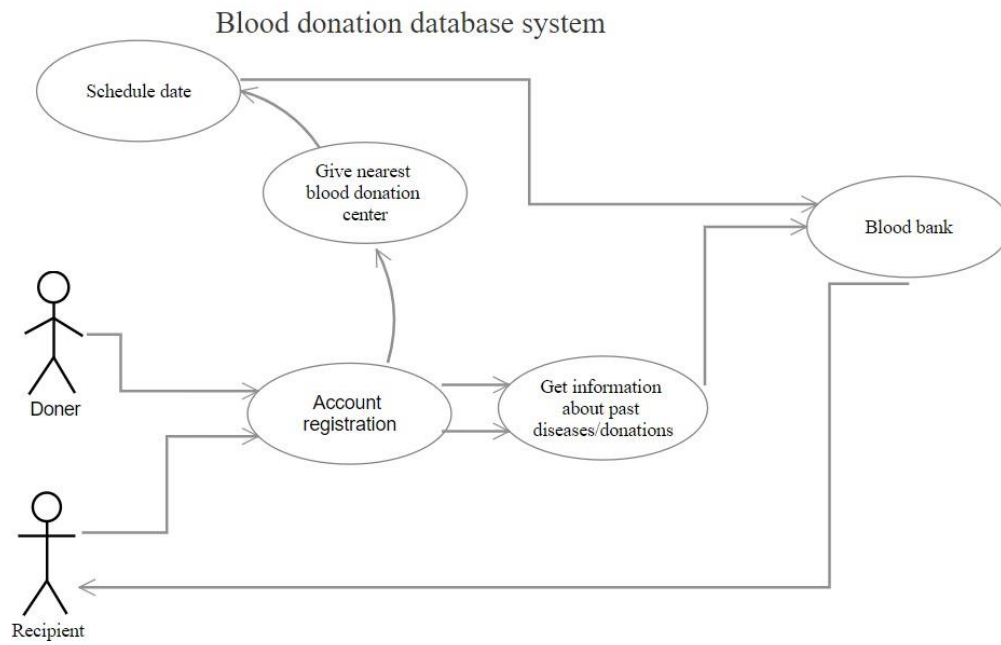 Blood donation database system
Schedule date
Give nearest
blood donation
center
Blood bank
Doner
Account
registration
Get information
about past
diseases/donations
Recipient